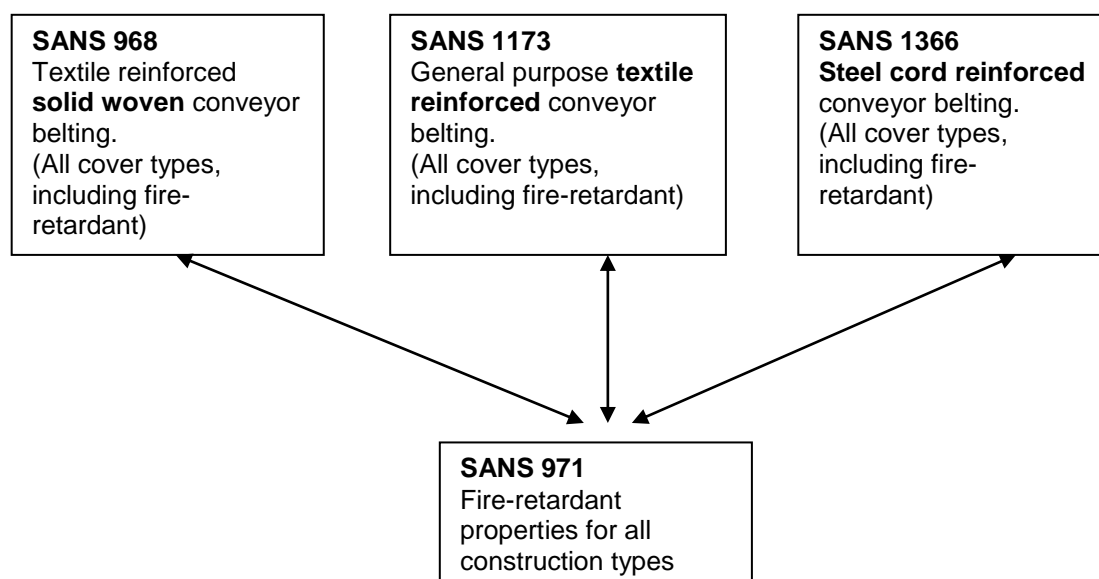 SANS 968
Textile reinforced
solid woven conveyor
belting.
(All cover types,
including fire-
retardant)
SANS 1173
General purpose textile
reinforced conveyor
belting.
(All cover types,
including fire-retardant)
SANS 1366
Steel cord reinforced
conveyor belting.
(All cover types,
including fire-
retardant)
SANS 971
Fire-retardant
properties for all
construction types